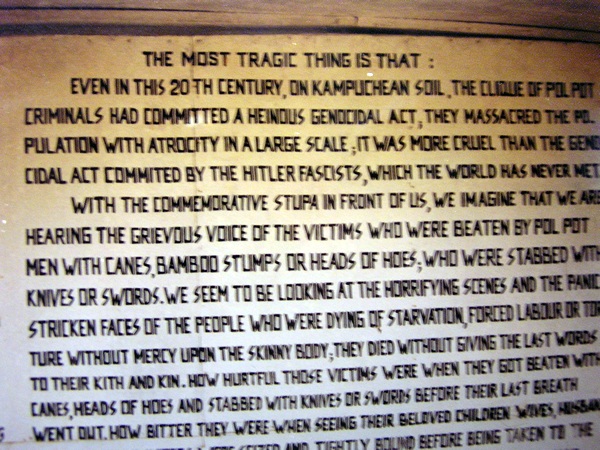 THE MOST TRAGIC THING IS THAT :
EVEN IN THIS 20 TH CENTURY, ON KAMPUCHEAN SOIL, THE CLIQUE OF POL POT
CRIMINALS HAD COMMITTED A HEINOUS GENOCIDAL ACT, THEY MASSACRED THE PO_
PULATION WITH ATROCITY IN A LARGE SCALE ; IT WAS MORE CRUEL THAN THE GENO
CIDAL ACT COMMITED BY THE HITLER FASCISTS, WHICH THE WORLD HAS NEVER MET
WITH THE COMMEMORATIVE STUPA IN FRONT OF US, WE IMAGINE THAT WE ARE
HEARING THE GRIEVOUS VOICE OF THE VICTIMS WHO WERE BEATEN BY POL POT
MEN WITH CANES, BAMBOO STUMPS OR HEADS OF HOES ; WHO WERE STABBED WITH
KNIVES OR SWORDS. WE SEEM TO BE LOOKING AT THE HORRIFYING SCENES AND THE PANIC
STRICKEN FACES OF THE PEOPLE WHO WERE DYING OF STARVATION, FORCED LABOUR OR TOR
TURE WITHOUT MERCY UPON THE SKINNY BODY ; THEY DIED WITHOUT GIVING THE LAST WORDS
TO THEIR KITH AND KIN. HOW HURTFUL THOSE VICTIMS WERE WHEN THEY GOT BEATEN WITH
CANES, HEADS OF HOES AND STABBED WITH KNIVES OR SWORDS BEFORE THEIR LAST BREATH
WENT OUT. HOW BITTER THEY WERE WHEN SEEING THEIR BELOVED CHILDREN WIVES, HUSBAN
SEIZED AND TIGHTLY BOUND BEFORE BEING TAKEN TO THE